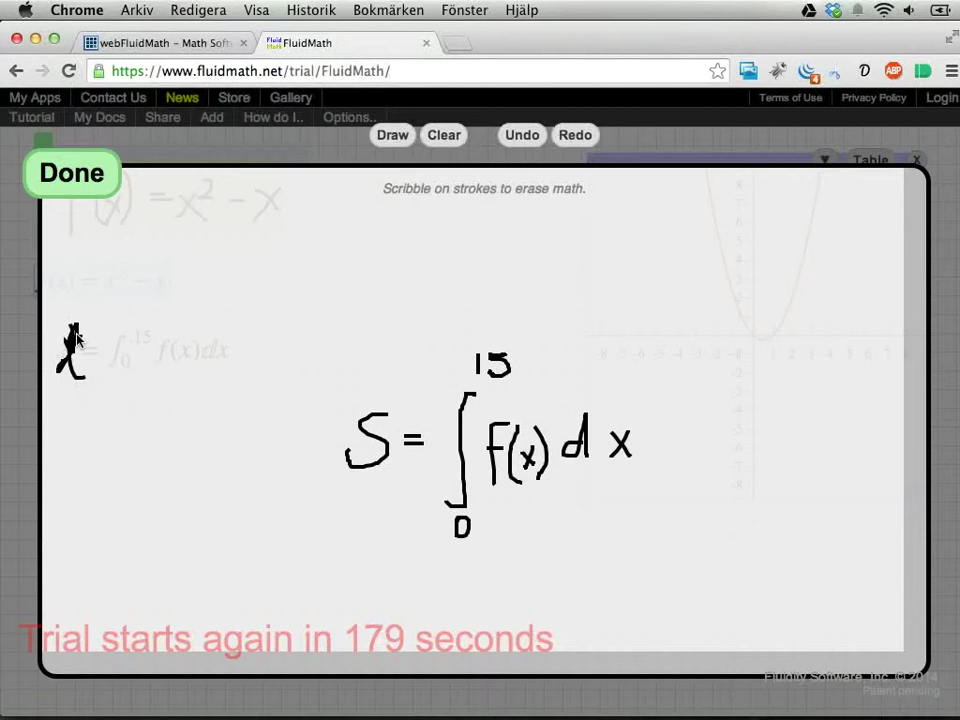 Chrome Arkiv Redigera Visa Historik Bokmärken Fönster Hjälp
webFluidMath – Math Soft × FluidMath ×
https://www.fluidmath.net/trial/FluidMath/
My Apps Contact Us News Store Gallery Terms of Use Privacy Policy Login
Tutorial My Docs Share Add How do I.. Options..
Draw Clear Undo Redo
Table X
Done
Scribble on strokes to erase math.
f(x) = x² − x
f(x) = x² − x
= ∫₀¹⁵ f(x)dx
15
S = ∫ f(x) d x
0
Trial starts again in 179 seconds
Fluidity Software, Inc. © 2014
Patent pending